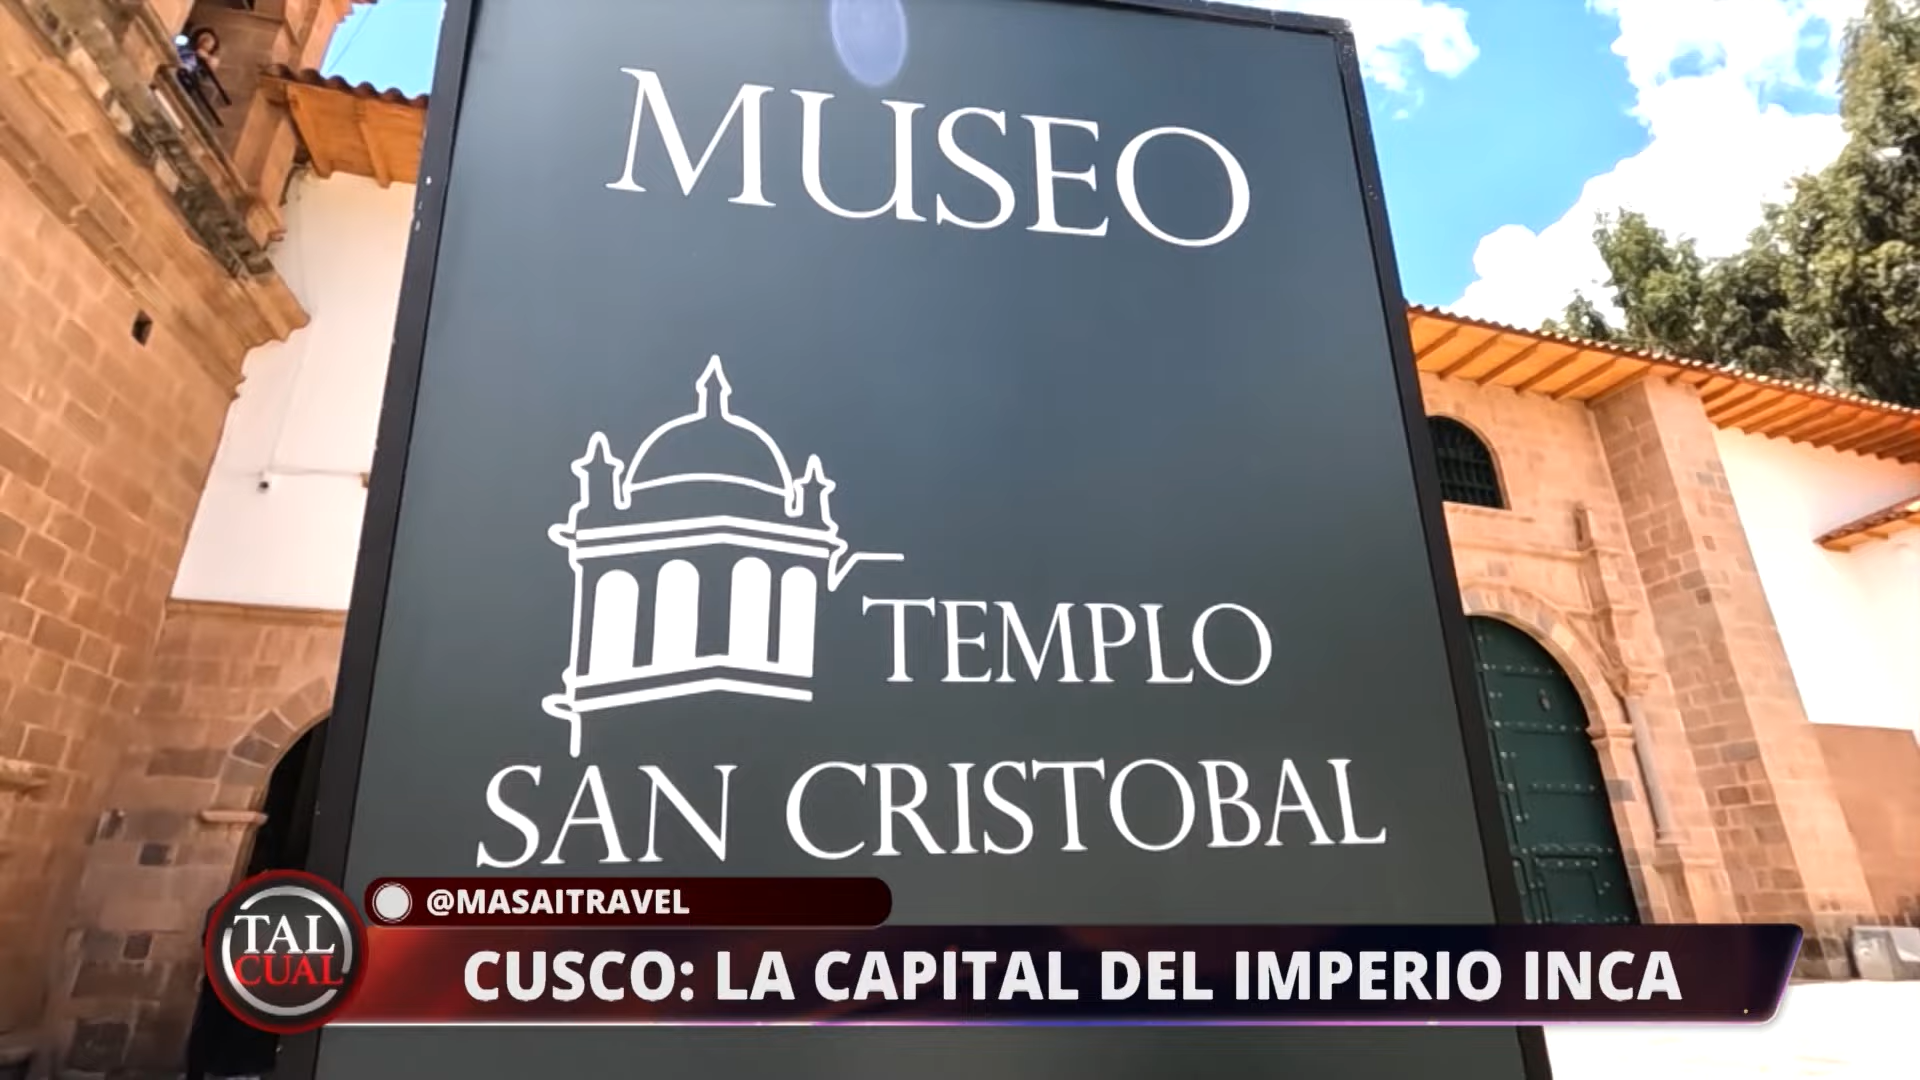 MUSEO
TEMPLO
SAN CRISTOBAL
@MASAITRAVEL
TAL
CUAL
CUSCO: LA CAPITAL DEL IMPERIO INCA